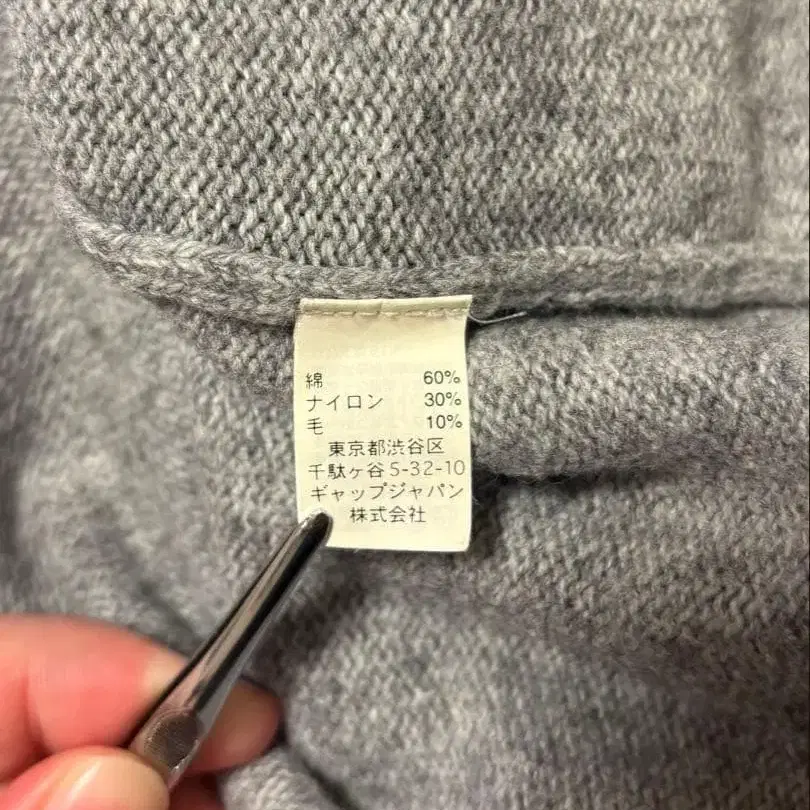 綿 60%
ナイロン 30%
毛 10%
東京都渋谷区
千駄ヶ谷5-32-10
ギャップジャパン
株式会社